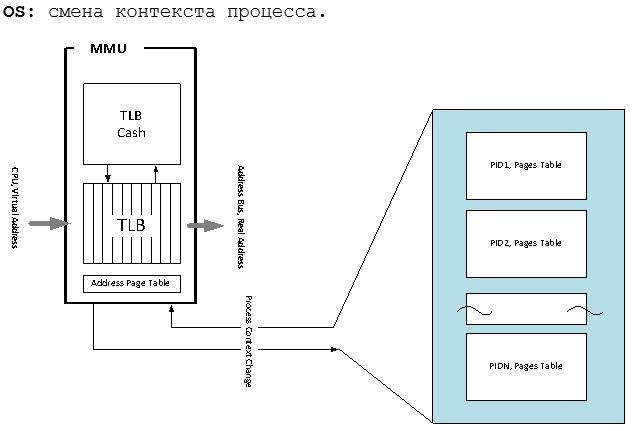 OS: смена контекста процесса.
MMU
TLB
Cash
TLB
Address Page Table
CPU, Virtual Address
Address Bus, Real Address
Process Context Change
PID1, Pages Table
PID2, Pages Table
PIDN, Pages Table